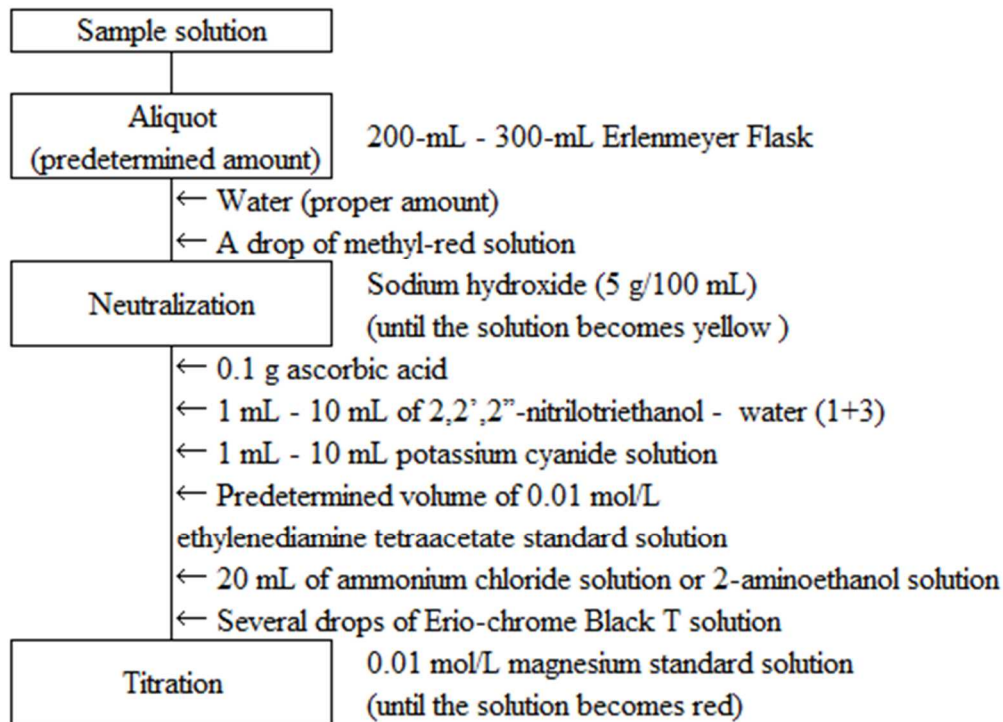 Sample solution
Aliquot
(predetermined amount)
200-mL - 300-mL Erlenmeyer Flask
← Water (proper amount)
← A drop of methyl-red solution
Neutralization
Sodium hydroxide (5 g/100 mL)
(until the solution becomes yellow )
← 0.1 g ascorbic acid
← 1 mL - 10 mL of 2,2’,2”-nitrilotriethanol - water (1+3)
← 1 mL - 10 mL potassium cyanide solution
← Predetermined volume of 0.01 mol/L
ethylenediamine tetraacetate standard solution
← 20 mL of ammonium chloride solution or 2-aminoethanol solution
← Several drops of Erio-chrome Black T solution
Titration
0.01 mol/L magnesium standard solution
(until the solution becomes red)